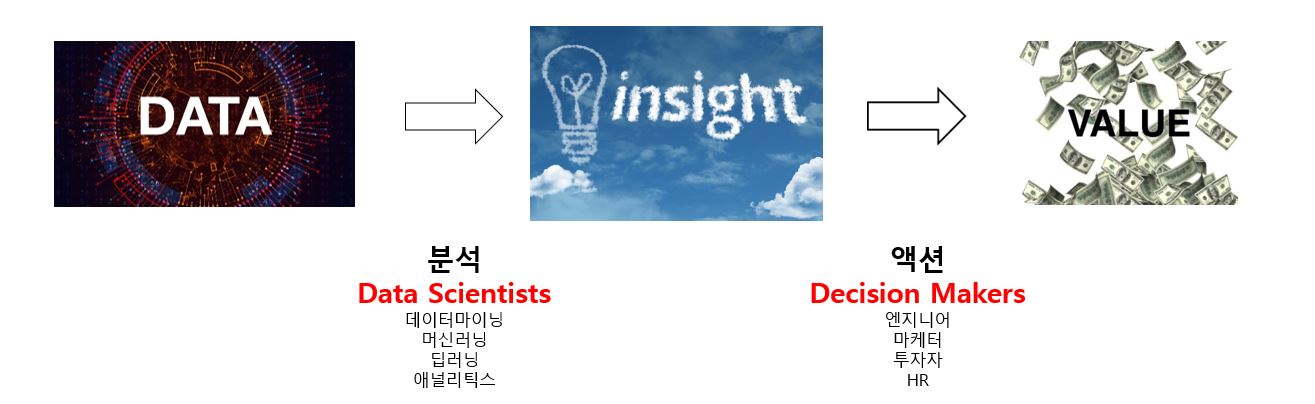 DATA
insight
VALUE
분석
Data Scientists
데이터마이닝
머신러닝
딥러닝
애널리틱스
액션
Decision Makers
엔지니어
마케터
투자자
HR